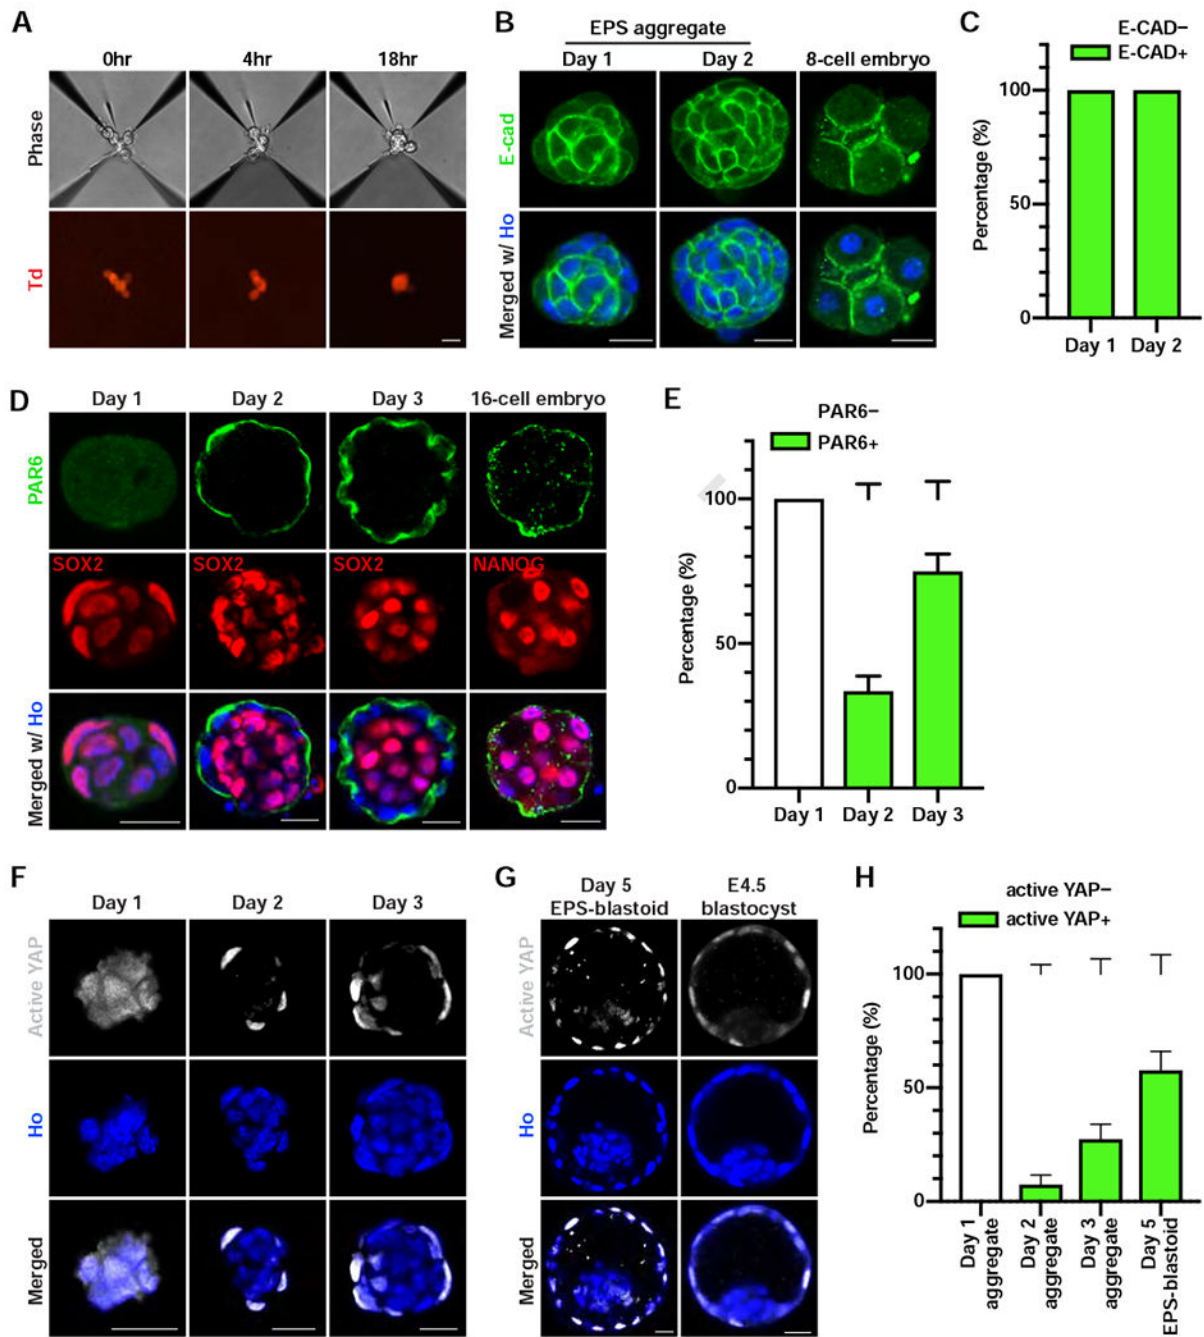 A
0hr
4hr
18hr
Phase
Td
B
EPS aggregate
Day 1
Day 2
8-cell embryo
E-cad
Merged w/ Ho
C
E-CAD−
E-CAD+
Percentage (%)
100
50
0
Day 1
Day 2
D
Day 1
Day 2
Day 3
16-cell embryo
PAR6
SOX2
SOX2
SOX2
NANOG
Merged w/ Ho
E
PAR6−
PAR6+
Percentage (%)
100
50
0
Day 1
Day 2
Day 3
F
Day 1
Day 2
Day 3
Active YAP
Ho
Merged
G
Day 5
EPS-blastoid
E4.5
blastocyst
Active YAP
Ho
Merged
H
active YAP−
active YAP+
Percentage (%)
100
50
0
Day 1
aggregate
Day 2
aggregate
Day 3
aggregate
Day 5
EPS-blastoid